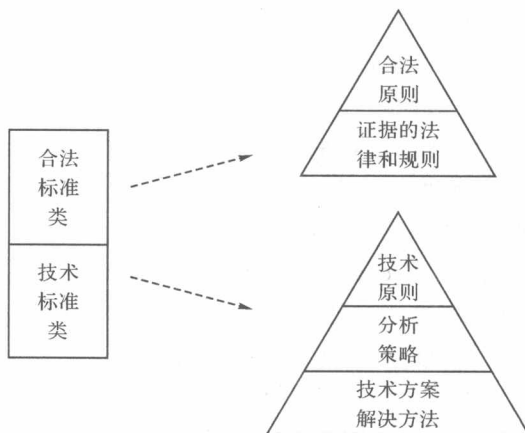 合法
标准
类
技术
标准
类
合法
原则
证据的法
律和规则
技术
原则
分析
策略
技术方案
解决方法